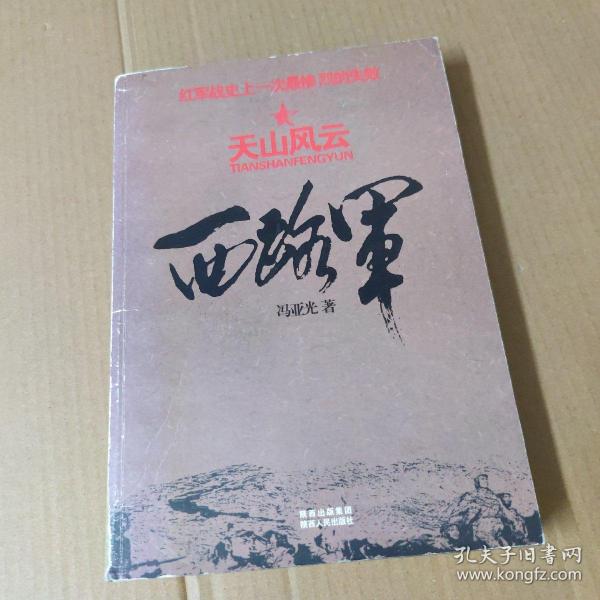 红军战史上一次最惨烈的失败
天山风云
TIANSHANFENGYUN
西路軍
冯亚光 著
陕西出版集团
陕西人民出版社
孔夫子旧書网
www.kongfz.com